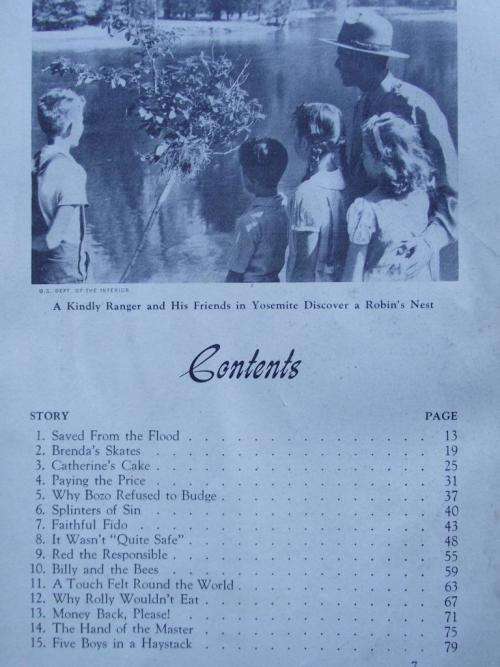 U.S. DEPT. OF THE INTERIOR
A Kindly Ranger and His Friends in Yosemite Discover a Robin's Nest
Contents
STORY PAGE
1. Saved From the Flood . . . . . . . . . . . . . . . 13
2. Brenda's Skates . . . . . . . . . . . . . . . . . 19
3. Catherine's Cake . . . . . . . . . . . . . . . . . 25
4. Paying the Price . . . . . . . . . . . . . . . . . 31
5. Why Bozo Refused to Budge . . . . . . . . . . . . . 37
6. Splinters of Sin . . . . . . . . . . . . . . . . . 40
7. Faithful Fido . . . . . . . . . . . . . . . . . . 43
8. It Wasn't "Quite Safe" . . . . . . . . . . . . . . 48
9. Red the Responsible . . . . . . . . . . . . . . . . 55
10. Billy and the Bees . . . . . . . . . . . . . . . . 59
11. A Touch Felt Round the World . . . . . . . . . . . 63
12. Why Rolly Wouldn't Eat . . . . . . . . . . . . . . 67
13. Money Back, Please! . . . . . . . . . . . . . . . 71
14. The Hand of the Master . . . . . . . . . . . . . . 75
15. Five Boys in a Haystack . . . . . . . . . . . . . 79
7